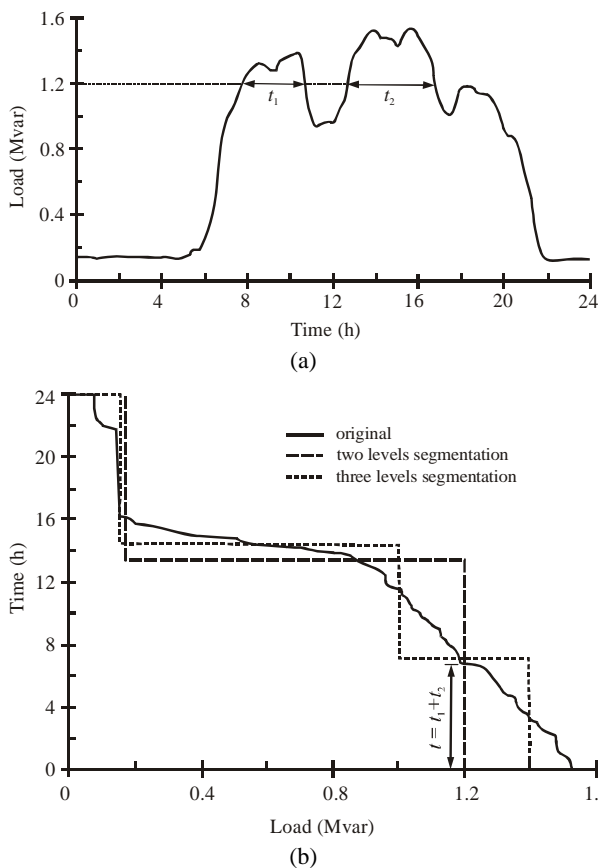 1.6
1.2
0.8
0.4
0
Load (Mvar)
t₁
t₂
0 4 8 12 16 20 24
Time (h)
(a)
24
20
16
12
8
4
0
Time (h)
original
two levels segmentation
three levels segmentation
t = t₁+t₂
0 0.4 0.8 1.2 1.
Load (Mvar)
(b)